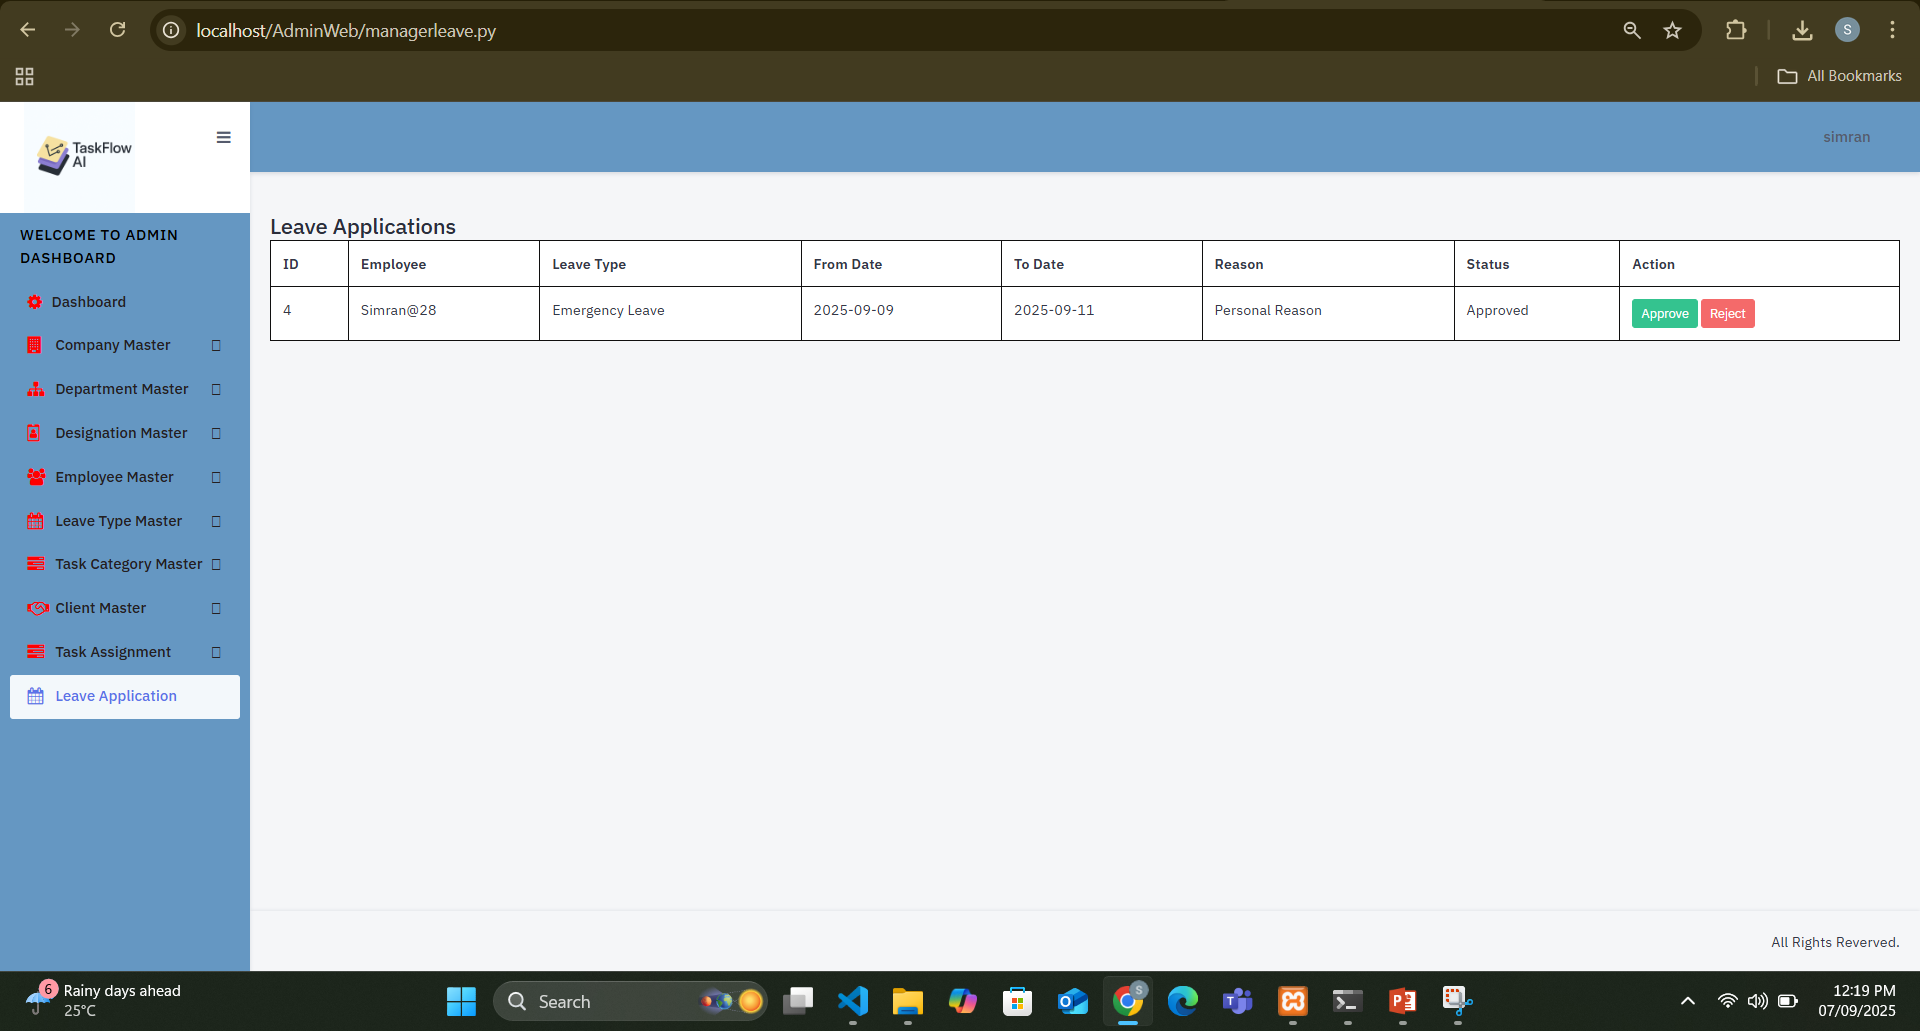 localhost/AdminWeb/managerleave.py
S
All Bookmarks
TaskFlow
AI
simran
WELCOME TO ADMIN
DASHBOARD
Dashboard
Company Master
Department Master
Designation Master
Employee Master
Leave Type Master
Task Category Master
Client Master
Task Assignment
Leave Application
Leave Applications
ID Employee Leave Type From Date To Date Reason Status Action
4 Simran@28 Emergency Leave 2025-09-09 2025-09-11 Personal Reason Approved Approve Reject
All Rights Reverved.
6
Rainy days ahead
25°C
Search
S
12:19 PM
07/09/2025